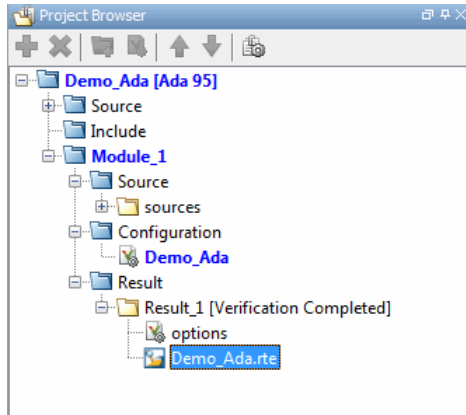 Project Browser
Demo_Ada [Ada 95]
Source
Include
Module_1
Source
sources
Configuration
Demo_Ada
Result
Result_1 [Verification Completed]
options
Demo_Ada.rte